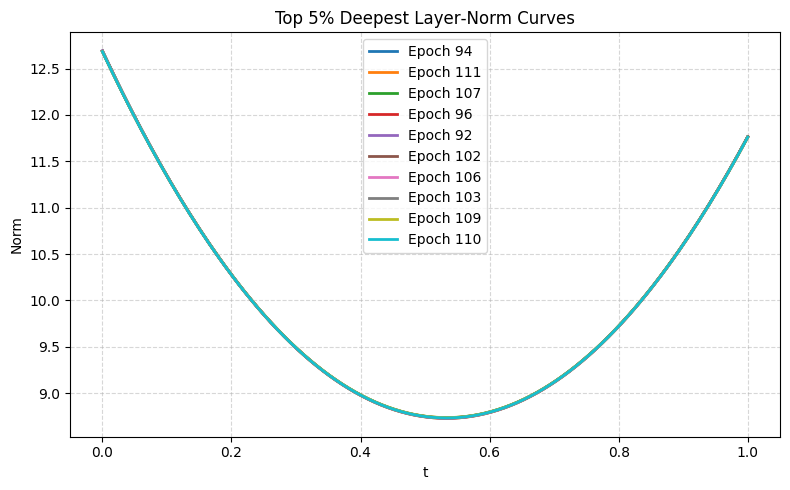 Top 5% Deepest Layer-Norm Curves
Epoch 94
Epoch 111
Epoch 107
Epoch 96
Epoch 92
Epoch 102
Epoch 106
Epoch 103
Epoch 109
Epoch 110
12.5
12.0
11.5
11.0
10.5
10.0
9.5
9.0
Norm
0.0 0.2 0.4 0.6 0.8 1.0
t